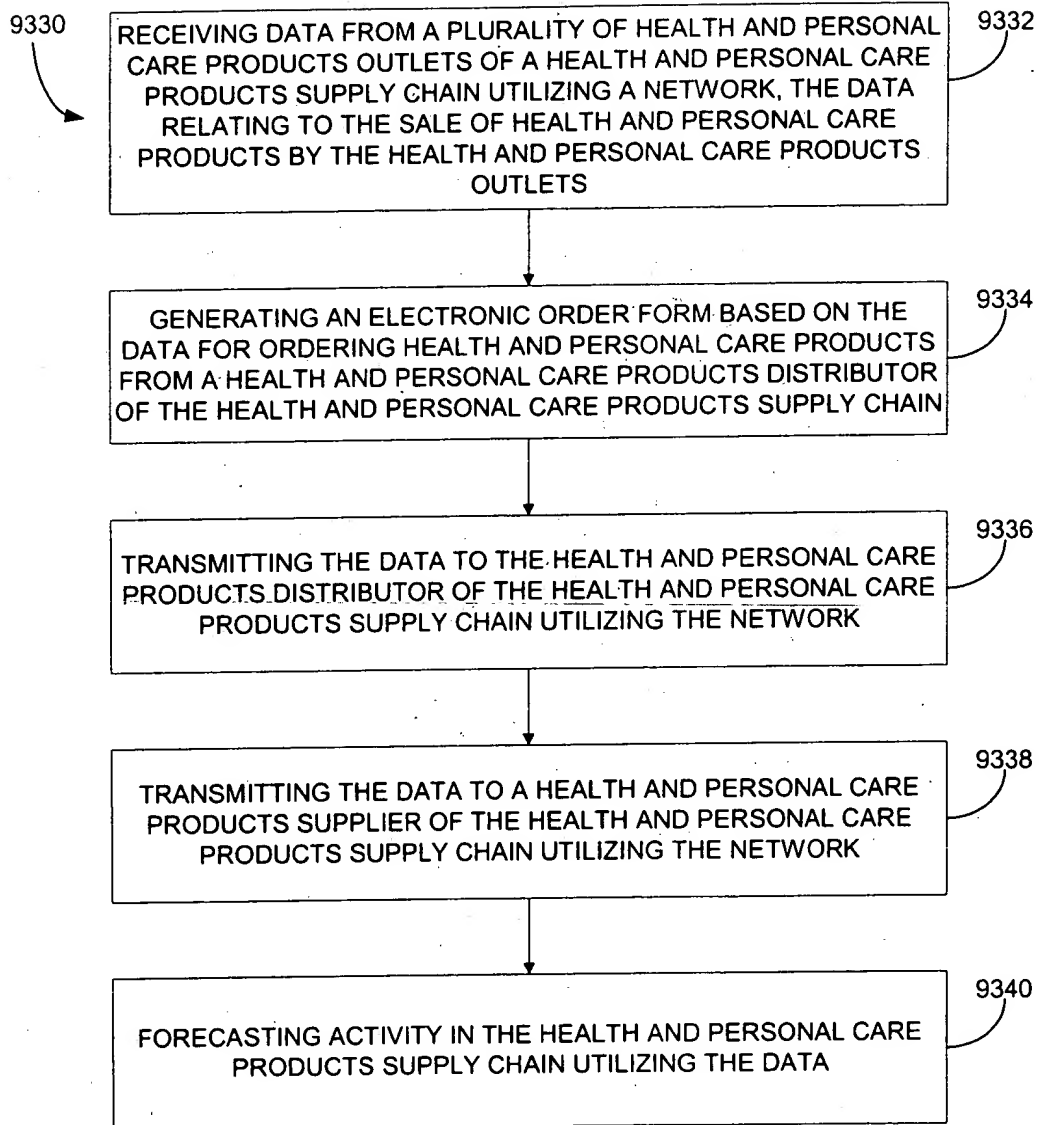 9330
RECEIVING DATA FROM A PLURALITY OF HEALTH AND PERSONAL
CARE PRODUCTS OUTLETS OF A HEALTH AND PERSONAL CARE
PRODUCTS SUPPLY CHAIN UTILIZING A NETWORK, THE DATA
RELATING TO THE SALE OF HEALTH AND PERSONAL CARE
PRODUCTS BY THE HEALTH AND PERSONAL CARE PRODUCTS
OUTLETS
9332
GENERATING AN ELECTRONIC ORDER FORM BASED ON THE
DATA FOR ORDERING HEALTH AND PERSONAL CARE PRODUCTS
FROM A HEALTH AND PERSONAL CARE PRODUCTS DISTRIBUTOR
OF THE HEALTH AND PERSONAL CARE PRODUCTS SUPPLY CHAIN
9334
TRANSMITTING THE DATA TO THE HEALTH AND PERSONAL CARE
PRODUCTS DISTRIBUTOR OF THE HEALTH AND PERSONAL CARE
PRODUCTS SUPPLY CHAIN UTILIZING THE NETWORK
9336
TRANSMITTING THE DATA TO A HEALTH AND PERSONAL CARE
PRODUCTS SUPPLIER OF THE HEALTH AND PERSONAL CARE
PRODUCTS SUPPLY CHAIN UTILIZING THE NETWORK
9338
FORECASTING ACTIVITY IN THE HEALTH AND PERSONAL CARE
PRODUCTS SUPPLY CHAIN UTILIZING THE DATA
9340